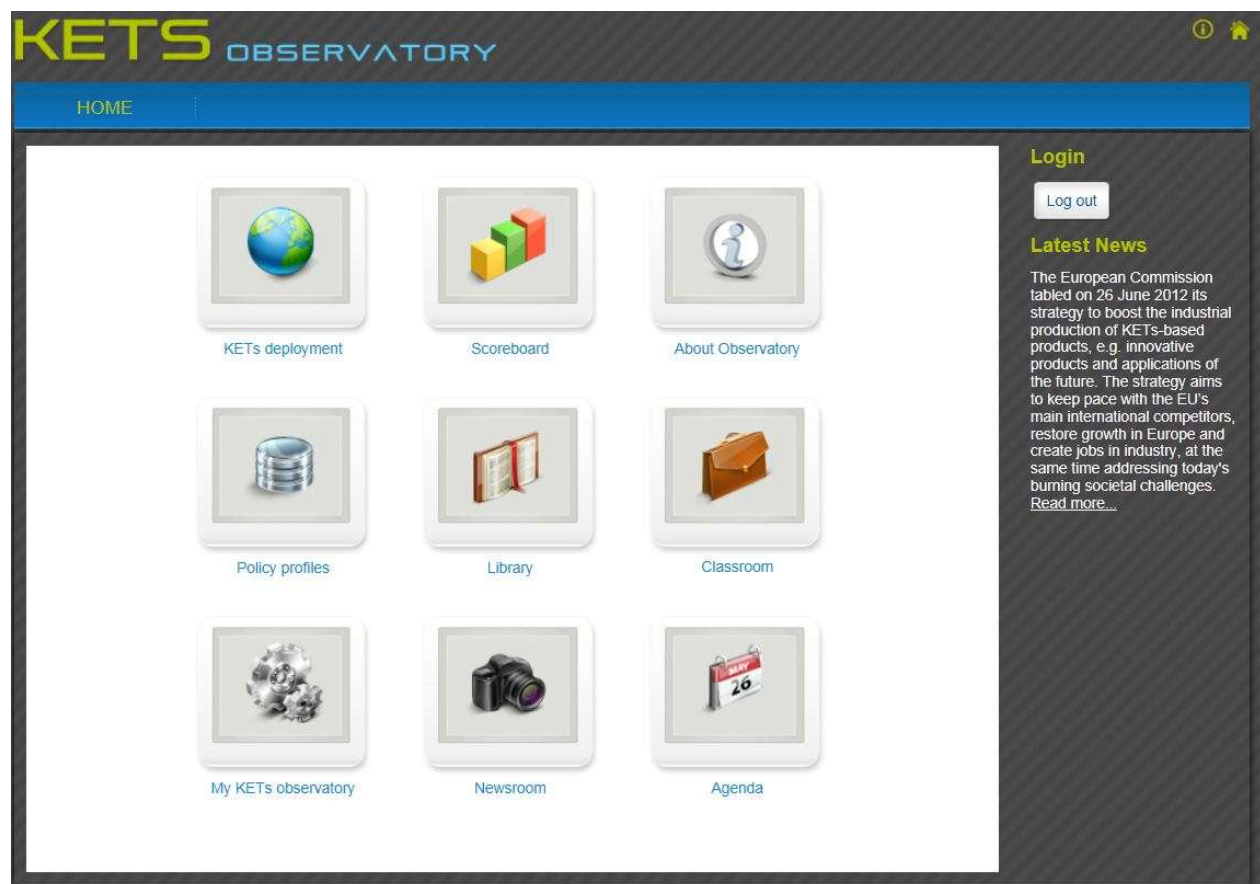 KETS OBSERVATORY
HOME
KETs deployment
Scoreboard
About Observatory
Policy profiles
Library
Classroom
MAY
26
My KETs observatory
Newsroom
Agenda
Login
Log out
Latest News
The European Commission
tabled on 26 June 2012 its
strategy to boost the industrial
production of KETs-based
products, e.g. innovative
products and applications of
the future. The strategy aims
to keep pace with the EU's
main international competitors,
restore growth in Europe and
create jobs in industry, at the
same time addressing today's
burning societal challenges.
Read more...